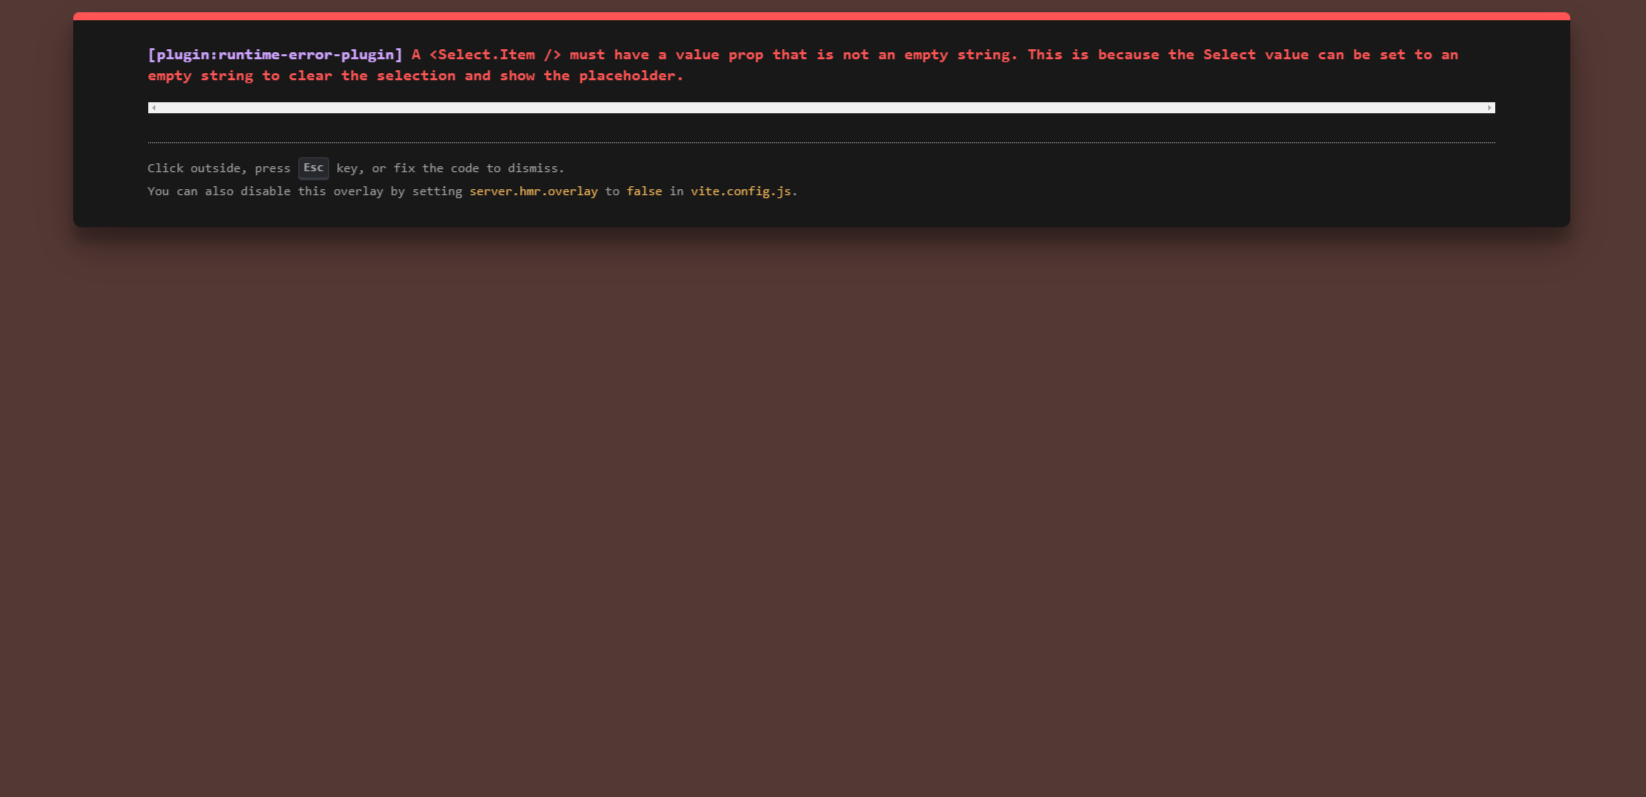 [plugin:runtime-error-plugin] A <Select.Item /> must have a value prop that is not an empty string. This is because the Select value can be set to an
empty string to clear the selection and show the placeholder.
Click outside, press Esc key, or fix the code to dismiss.
You can also disable this overlay by setting server.hmr.overlay to false in vite.config.js.